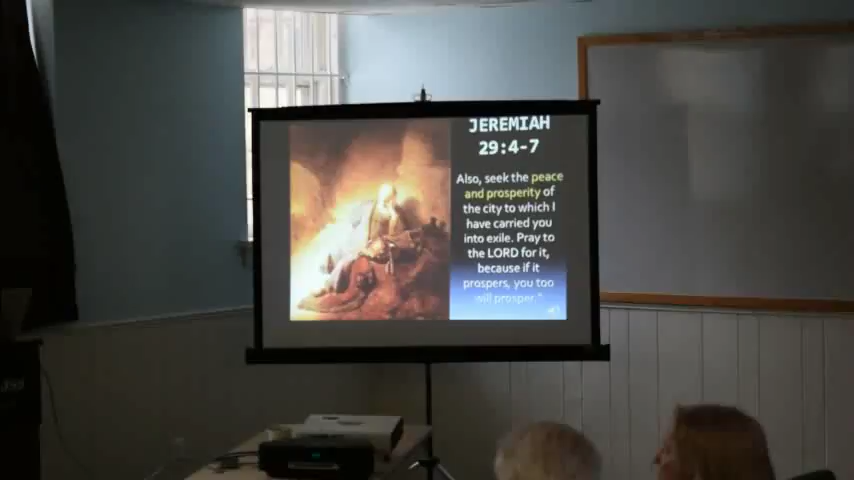 JEREMIAH
29:4-7
Also, seek the peace
and prosperity of
the city to which I
have carried you
into exile. Pray to
the LORD for it,
because if it
prospers, you too
will prosper."